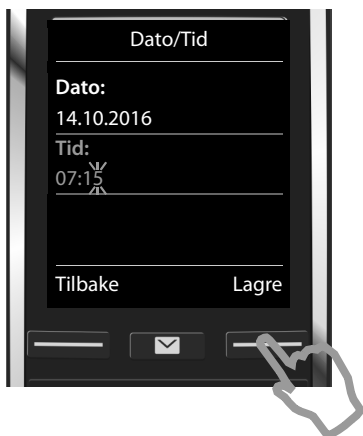 Dato/Tid
Dato:
14.10.2016
Tid:
07:15
Tilbake Lagre